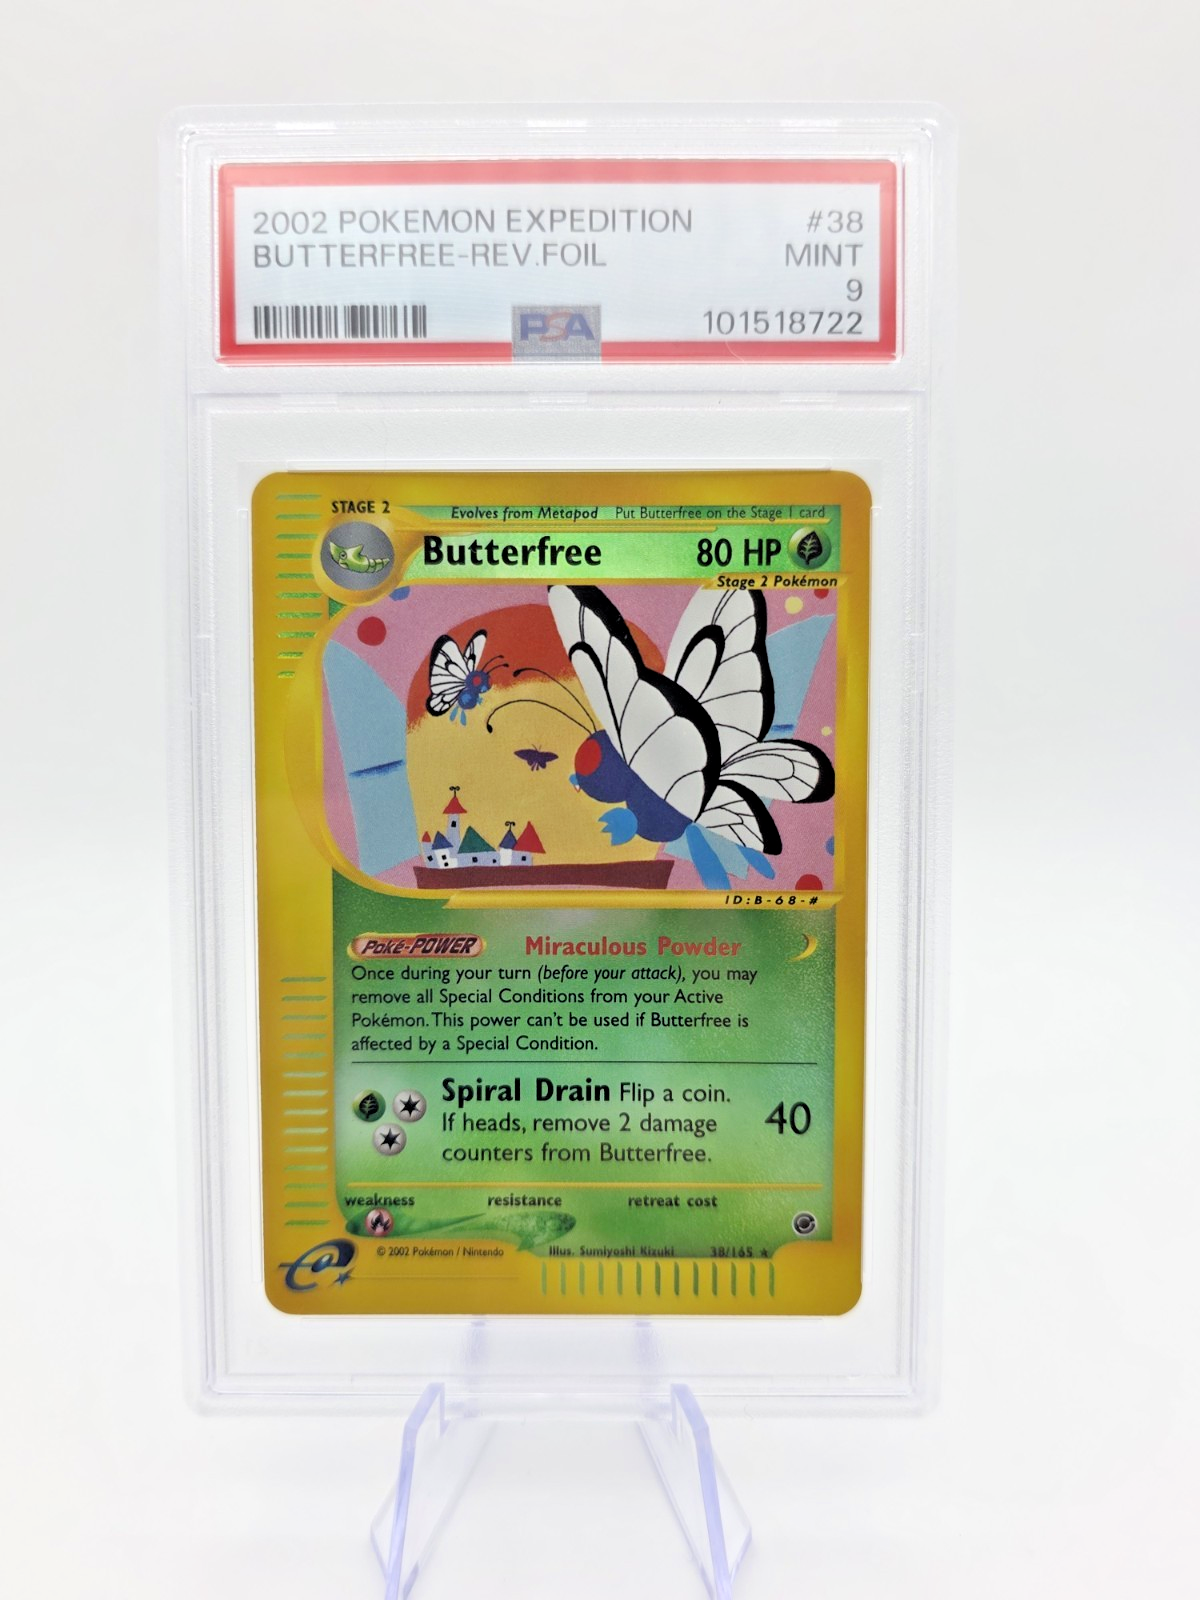 2002 POKEMON EXPEDITION #38
BUTTERFREE-REV.FOIL MINT
9
PSA 101518722
STAGE 2 Evolves from Metapod Put Butterfree on the Stage 1 card
Butterfree 80 HP
Stage 2 Pokémon
ID:B-68-#
Poké-POWER Miraculous Powder
Once during your turn (before your attack), you may
remove all Special Conditions from your Active
Pokémon. This power can't be used if Butterfree is
affected by a Special Condition.
Spiral Drain Flip a coin.
If heads, remove 2 damage
counters from Butterfree.
40
weakness resistance retreat cost
© 2002 Pokémon / Nintendo Illus. Sumiyoshi Kizuki 38/165 ★
e